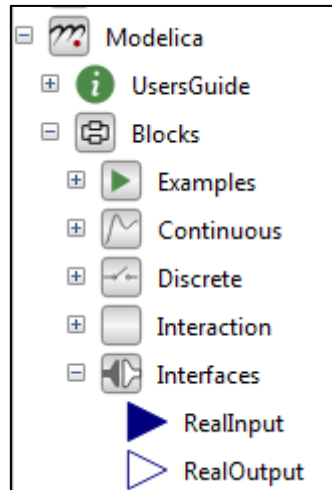 Modelica
UsersGuide
Blocks
Examples
Continuous
Discrete
Interaction
Interfaces
RealInput
RealOutput